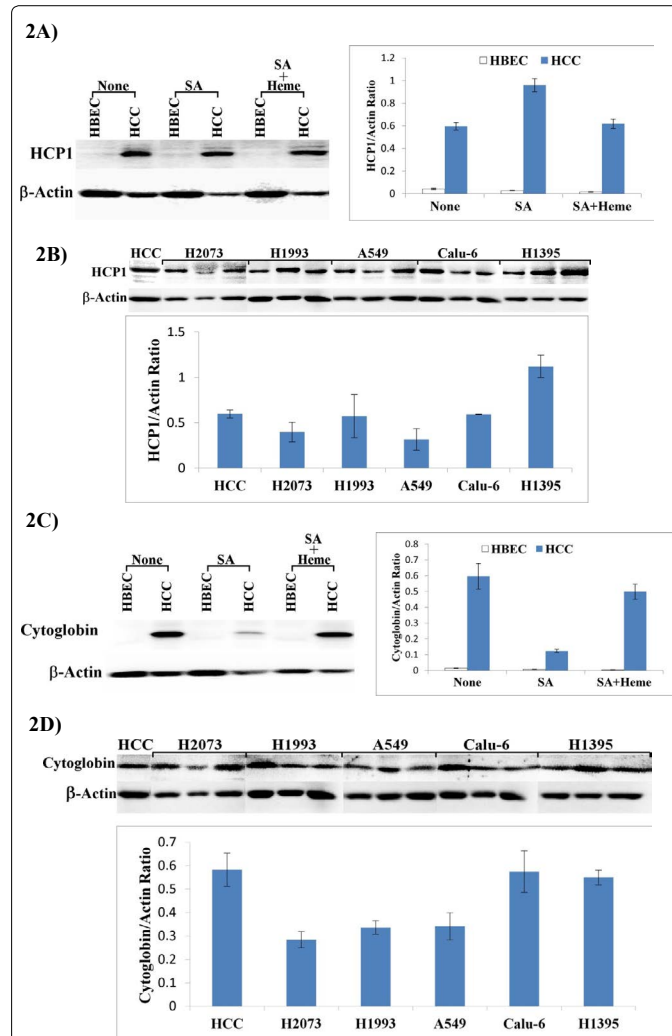 2A)
None SA SA + Heme
HBEC HCC HBEC HCC HBEC HCC
HCP1
β-Actin
HBEC HCC
HCP1/Actin Ratio
1.2
1
0.8
0.6
0.4
0.2
0
None SA SA+Heme
2B)
HCC H2073 H1993 A549 Calu-6 H1395
HCP1
β-Actin
HCP1/Actin Ratio
1.5
1
0.5
0
HCC H2073 H1993 A549 Calu-6 H1395
2C)
None SA SA + Heme
HBEC HCC HBEC HCC HBEC HCC
Cytoglobin
β-Actin
HBEC HCC
Cytoglobin/Actin Ratio
0.8
0.7
0.6
0.5
0.4
0.3
0.2
0.1
0
None SA SA+Heme
2D)
HCC H2073 H1993 A549 Calu-6 H1395
Cytoglobin
β-Actin
Cytoglobin/Actin Ratio
0.7
0.6
0.5
0.4
0.3
0.2
0.1
0
HCC H2073 H1993 A549 Calu-6 H1395